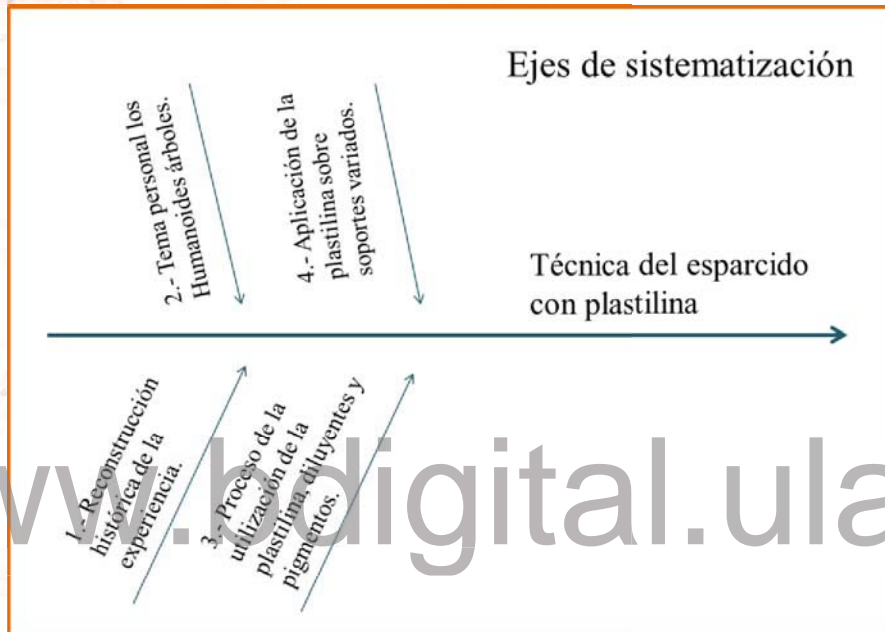 Ejes de sistematización
2.- Tema personal los
Humanoides árboles.
4.- Aplicación de la
plastilina sobre
soportes variados.
Técnica del esparcido
con plastilina
1.- Reconstrucción
histórica de la
experiencia.
3.- Proceso de la
utilización de la
plastilina, diluyentes y
pigmentos.
ww.bdigital.ula